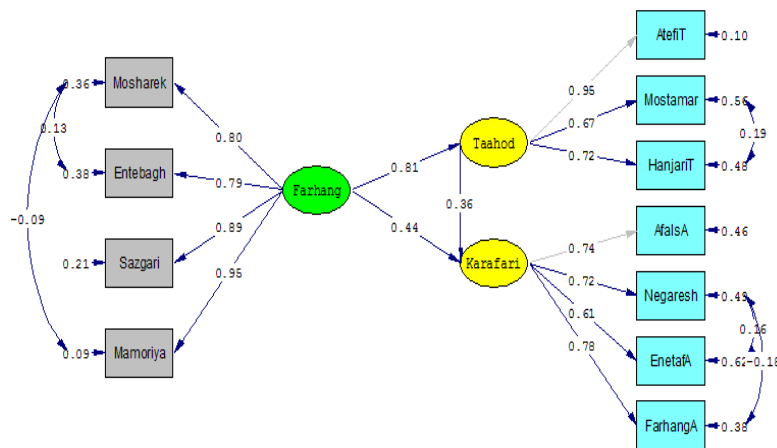 0.36
Mosharek
0.13
0.38
Entebagh
-0.09
0.21
Sazgari
0.09
Mamoriya
0.80
0.79
0.89
0.95
Farhang
0.81
0.44
Taahod
0.36
Karafari
0.95
0.67
0.72
AtefiT
0.10
Mostamar
0.56
0.19
HanjariT
0.48
0.74
0.72
0.61
0.78
AfalsA
0.46
Negaresh
0.49
0.16
EnetafA
0.62
-0.18
FarhangA
0.38